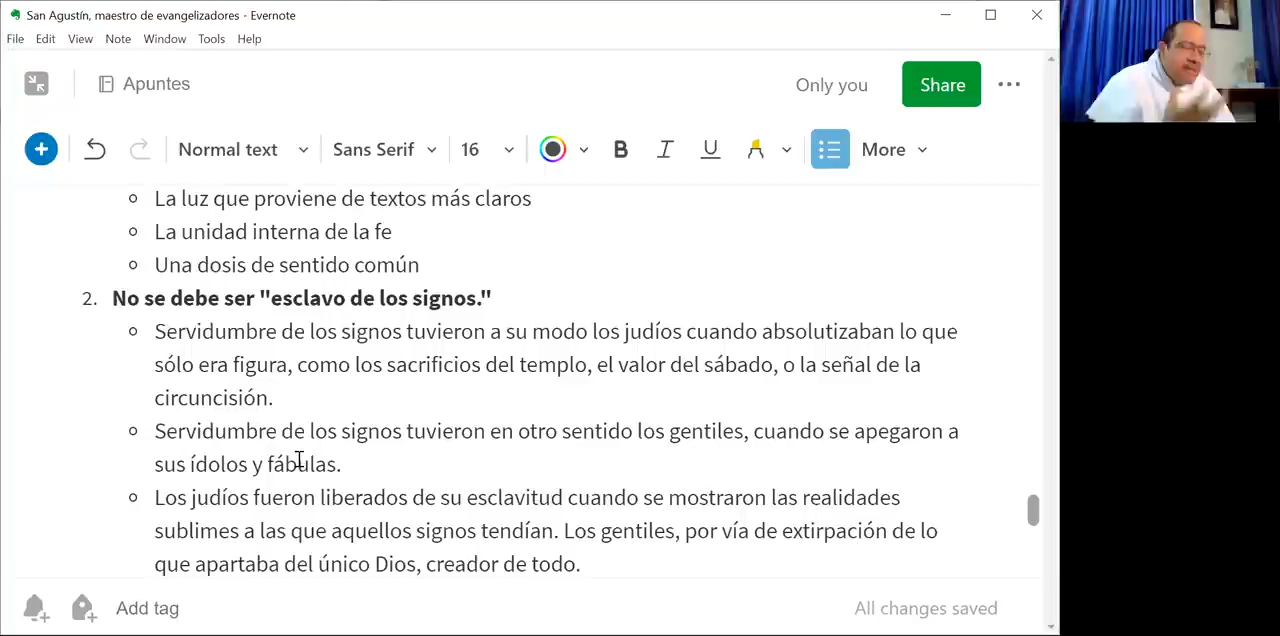 San Agustín, maestro de evangelizadores - Evernote
File Edit View Note Window Tools Help
Apuntes
Only you
Share
Normal text
Sans Serif
16
B I U
More
La luz que proviene de textos más claros
La unidad interna de la fe
Una dosis de sentido común
2. No se debe ser "esclavo de los signos."
Servidumbre de los signos tuvieron a su modo los judíos cuando absolutizaban lo que
sólo era figura, como los sacrificios del templo, el valor del sábado, o la señal de la
circuncisión.
Servidumbre de los signos tuvieron en otro sentido los gentiles, cuando se apegaron a
sus ídolos y fábulas.
Los judíos fueron liberados de su esclavitud cuando se mostraron las realidades
sublimes a las que aquellos signos tendían. Los gentiles, por vía de extirpación de lo
que apartaba del único Dios, creador de todo.
Add tag
All changes saved